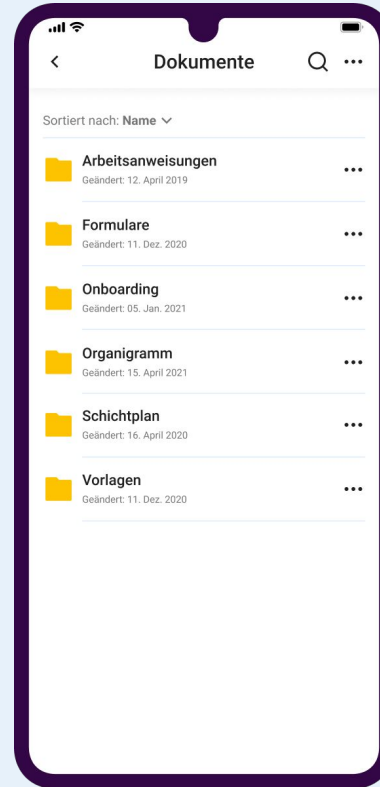 Dokumente
Sortiert nach: Name
Arbeitsanweisungen
Geändert: 12. April 2019
Formulare
Geändert: 11. Dez. 2020
Onboarding
Geändert: 05. Jan. 2021
Organigramm
Geändert: 15. April 2021
Schichtplan
Geändert: 16. April 2020
Vorlagen
Geändert: 11. Dez. 2020